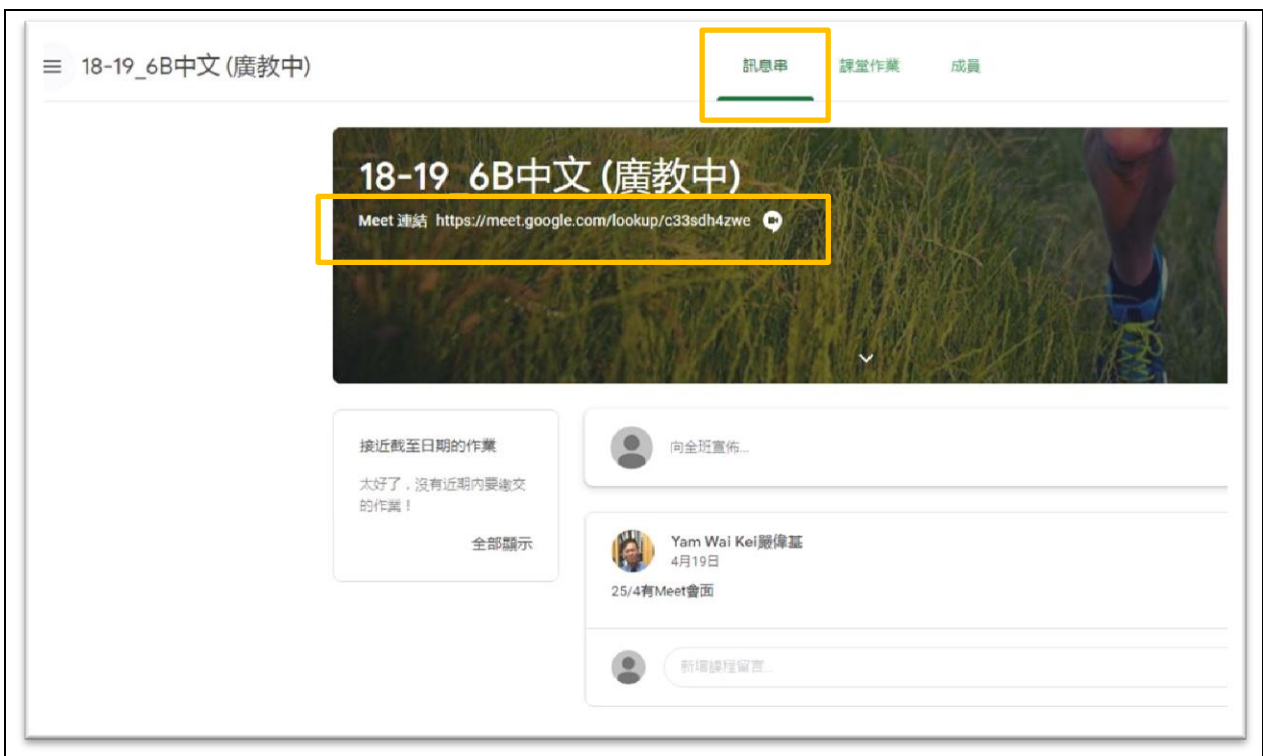 18-19_6B中文 (廣教中)
訊息串 課堂作業 成員
18-19_6B中文 (廣教中)
Meet 連結 https://meet.google.com/lookup/c33sdh4zwe
接近截至日期的作業
太好了，沒有近期內要繳交
的作業！
全部顯示
向全班宣佈...
Yam Wai Kei嚴偉基
4月19日
25/4有Meet會面
新增課程留言...